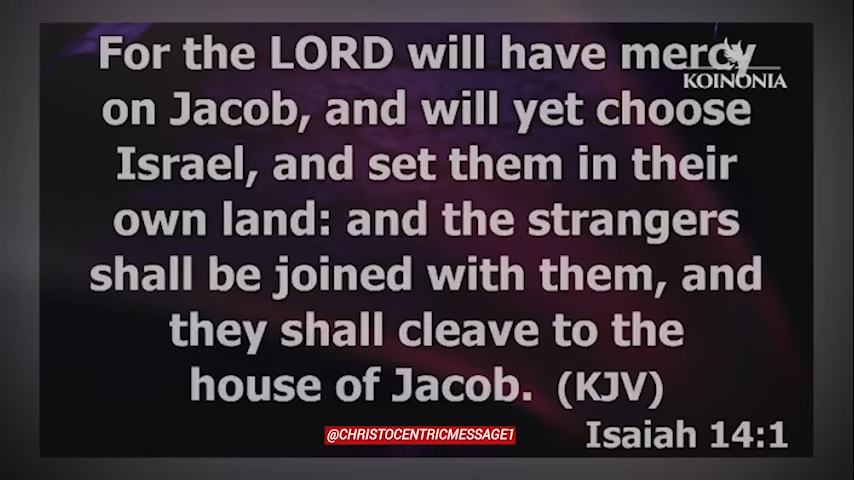 For the LORD will have mercy
KOINONIA
on Jacob, and will yet choose
Israel, and set them in their
own land: and the strangers
shall be joined with them, and
they shall cleave to the
house of Jacob. (KJV)
@CHRISTOCENTRICMESSAGE1
Isaiah 14:1